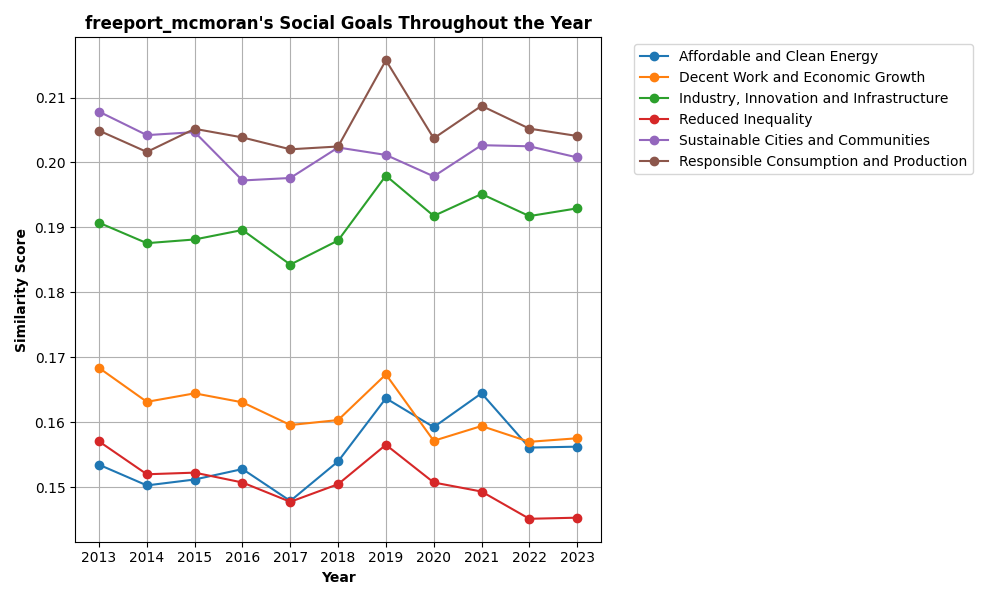 freeport_mcmoran's Social Goals Throughout the Year
Affordable and Clean Energy
Decent Work and Economic Growth
Industry, Innovation and Infrastructure
Reduced Inequality
Sustainable Cities and Communities
Responsible Consumption and Production
Similarity Score
0.21
0.20
0.19
0.18
0.17
0.16
0.15
2013 2014 2015 2016 2017 2018 2019 2020 2021 2022 2023
Year